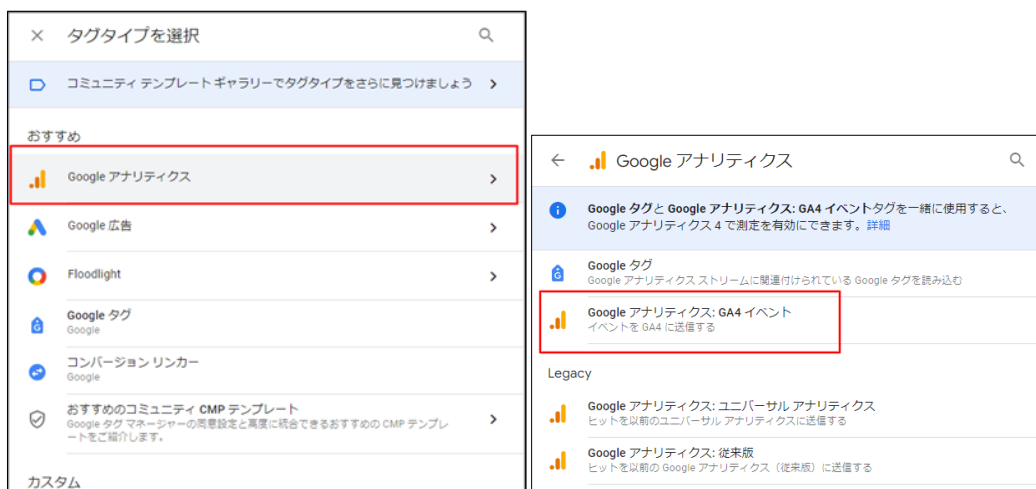 タグタイプを選択
コミュニティ テンプレート ギャラリーでタグタイプをさらに見つけましょう
おすすめ
Google アナリティクス
Google 広告
Floodlight
Google タグ
Google
コンバージョン リンカー
Google
おすすめのコミュニティ CMP テンプレート
Google タグ マネージャーの同意設定と高度に統合できるおすすめの CMP テンプレ
ートをご紹介します。
カスタム
Google アナリティクス
Google タグと Google アナリティクス: GA4 イベントタグを一緒に使用すると、
Google アナリティクス 4 で測定を有効にできます。詳細
Google タグ
Google アナリティクス ストリームに関連付けられている Google タグを読み込む
Google アナリティクス: GA4 イベント
イベントを GA4 に送信する
Legacy
Google アナリティクス: ユニバーサル アナリティクス
ヒットを以前のユニバーサル アナリティクスに送信する
Google アナリティクス: 従来版
ヒットを以前の Google アナリティクス（従来版）に送信する